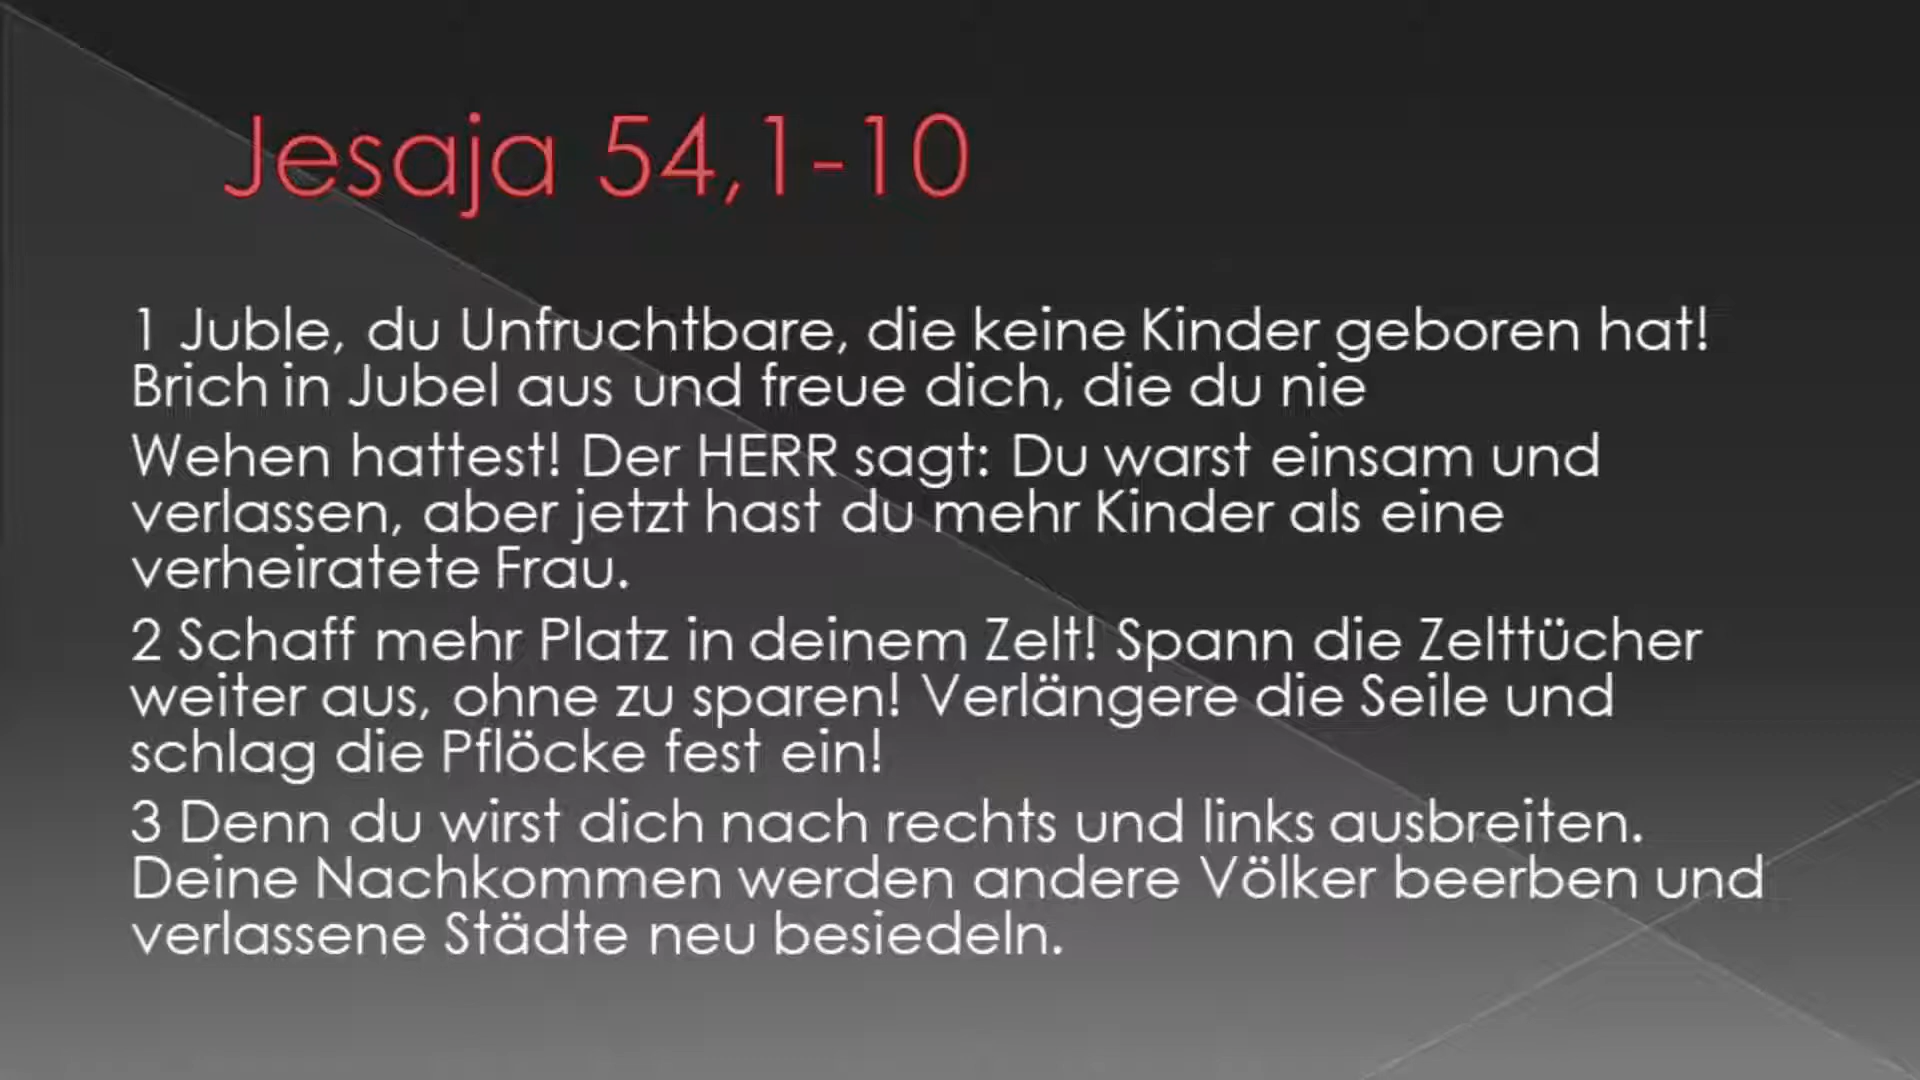 Jesaja 54,1-10
1 Juble, du Unfruchtbare, die keine Kinder geboren hat!
Brich in Jubel aus und freue dich, die du nie
Wehen hattest! Der HERR sagt: Du warst einsam und
verlassen, aber jetzt hast du mehr Kinder als eine
verheiratete Frau.
2 Schaff mehr Platz in deinem Zelt! Spann die Zelttücher
weiter aus, ohne zu sparen! Verlängere die Seile und
schlag die Pflöcke fest ein!
3 Denn du wirst dich nach rechts und links ausbreiten.
Deine Nachkommen werden andere Völker beerben und
verlassene Städte neu besiedeln.